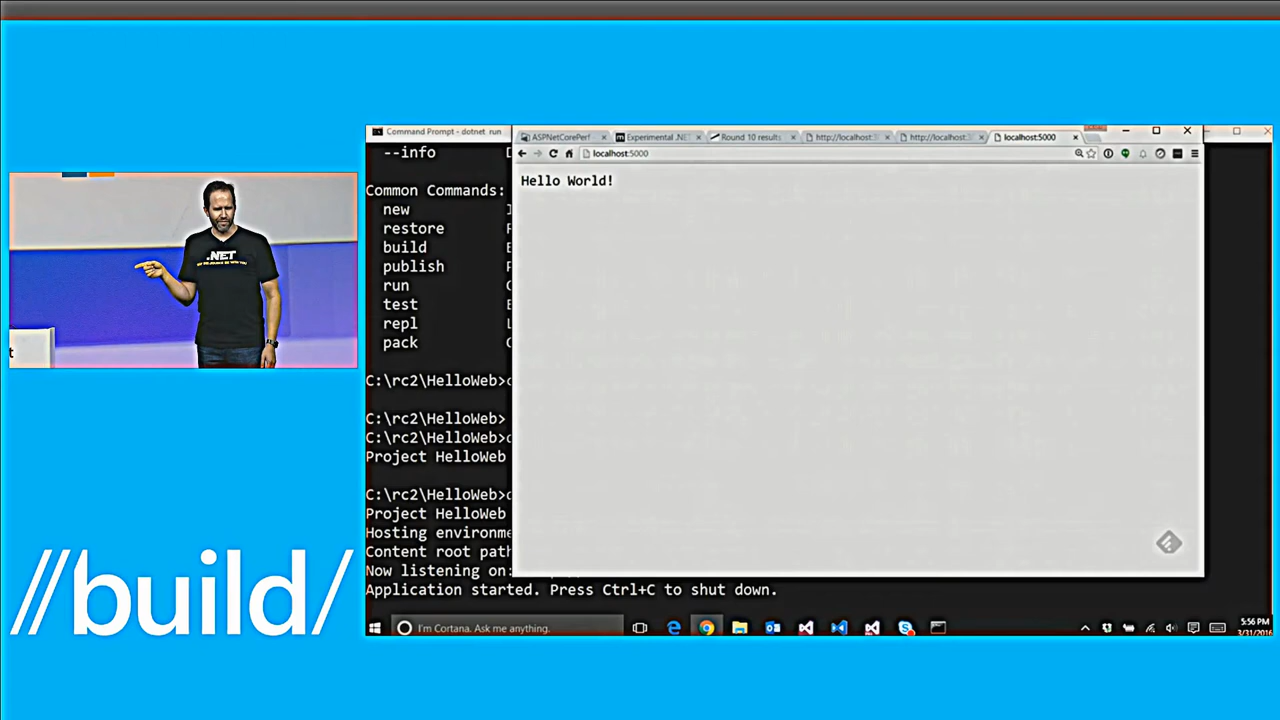 Command Prompt - dotnet run
ASPNetCorePerf
Experimental .NE
Round 10 results
http://localhost:
http://localhost:
localhost:5000
localhost:5000
Hello World!
--info
Common Commands:
new
restore
build
publish
run
test
repl
pack
C:\rc2\HelloWeb>
C:\rc2\HelloWeb>
C:\rc2\HelloWeb>
Project HelloWeb
C:\rc2\HelloWeb>
Project HelloWeb
Hosting environme
Content root path
Now listening on:
Application started. Press Ctrl+C to shut down.
I'm Cortana. Ask me anything.
5:56 PM
3/31/2016
.NET
t
//build/